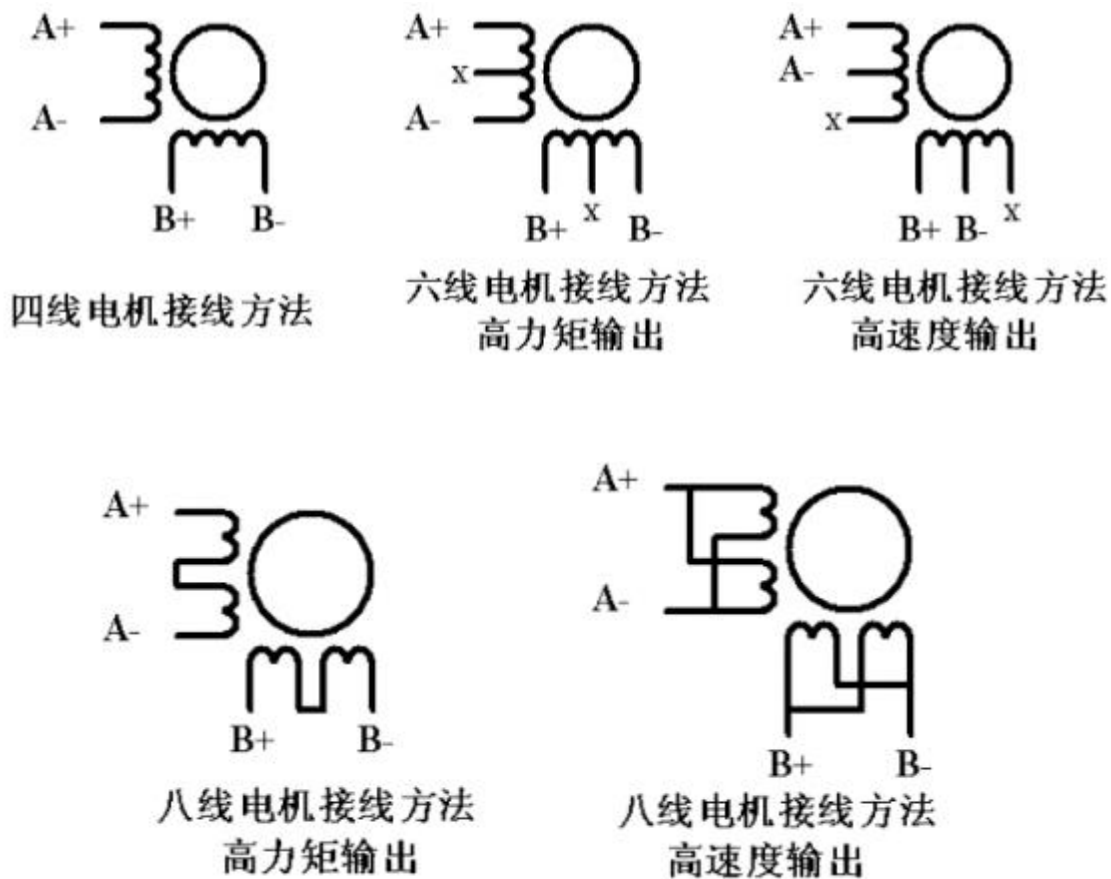 A+
A-
B+ B-
四线电机接线方法
A+
x
A-
B+ x B-
六线电机接线方法
高力矩输出
A+
A-
x
B+ B- x
六线电机接线方法
高速度输出
A+
A-
B+ B-
八线电机接线方法
高力矩输出
A+
A-
B+ B-
八线电机接线方法
高速度输出